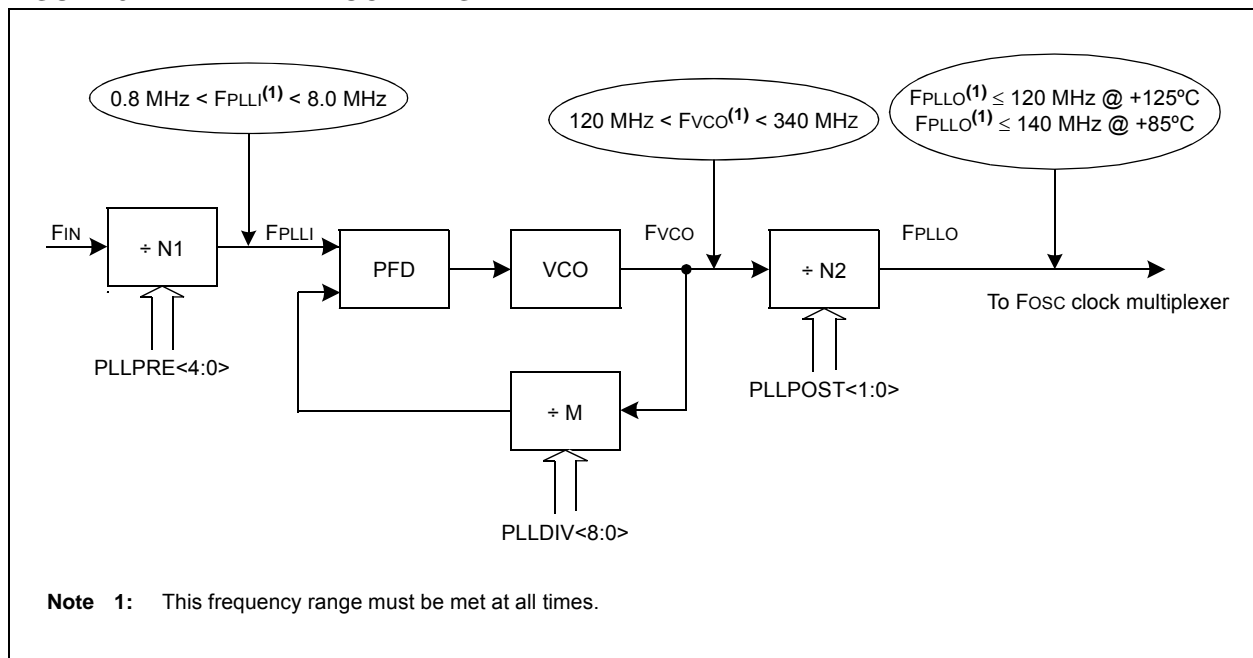 0.8 MHz < FPLLI(1) < 8.0 MHz
120 MHz < FVCO(1) < 340 MHz
FPLLO(1) ≤ 120 MHz @ +125ºC
FPLLO(1) ≤ 140 MHz @ +85ºC
FIN
÷ N1
FPLLI
PFD
VCO
FVCO
÷ N2
FPLLO
To FOSC clock multiplexer
PLLPRE<4:0>
÷ M
PLLPOST<1:0>
PLLDIV<8:0>
Note 1: This frequency range must be met at all times.